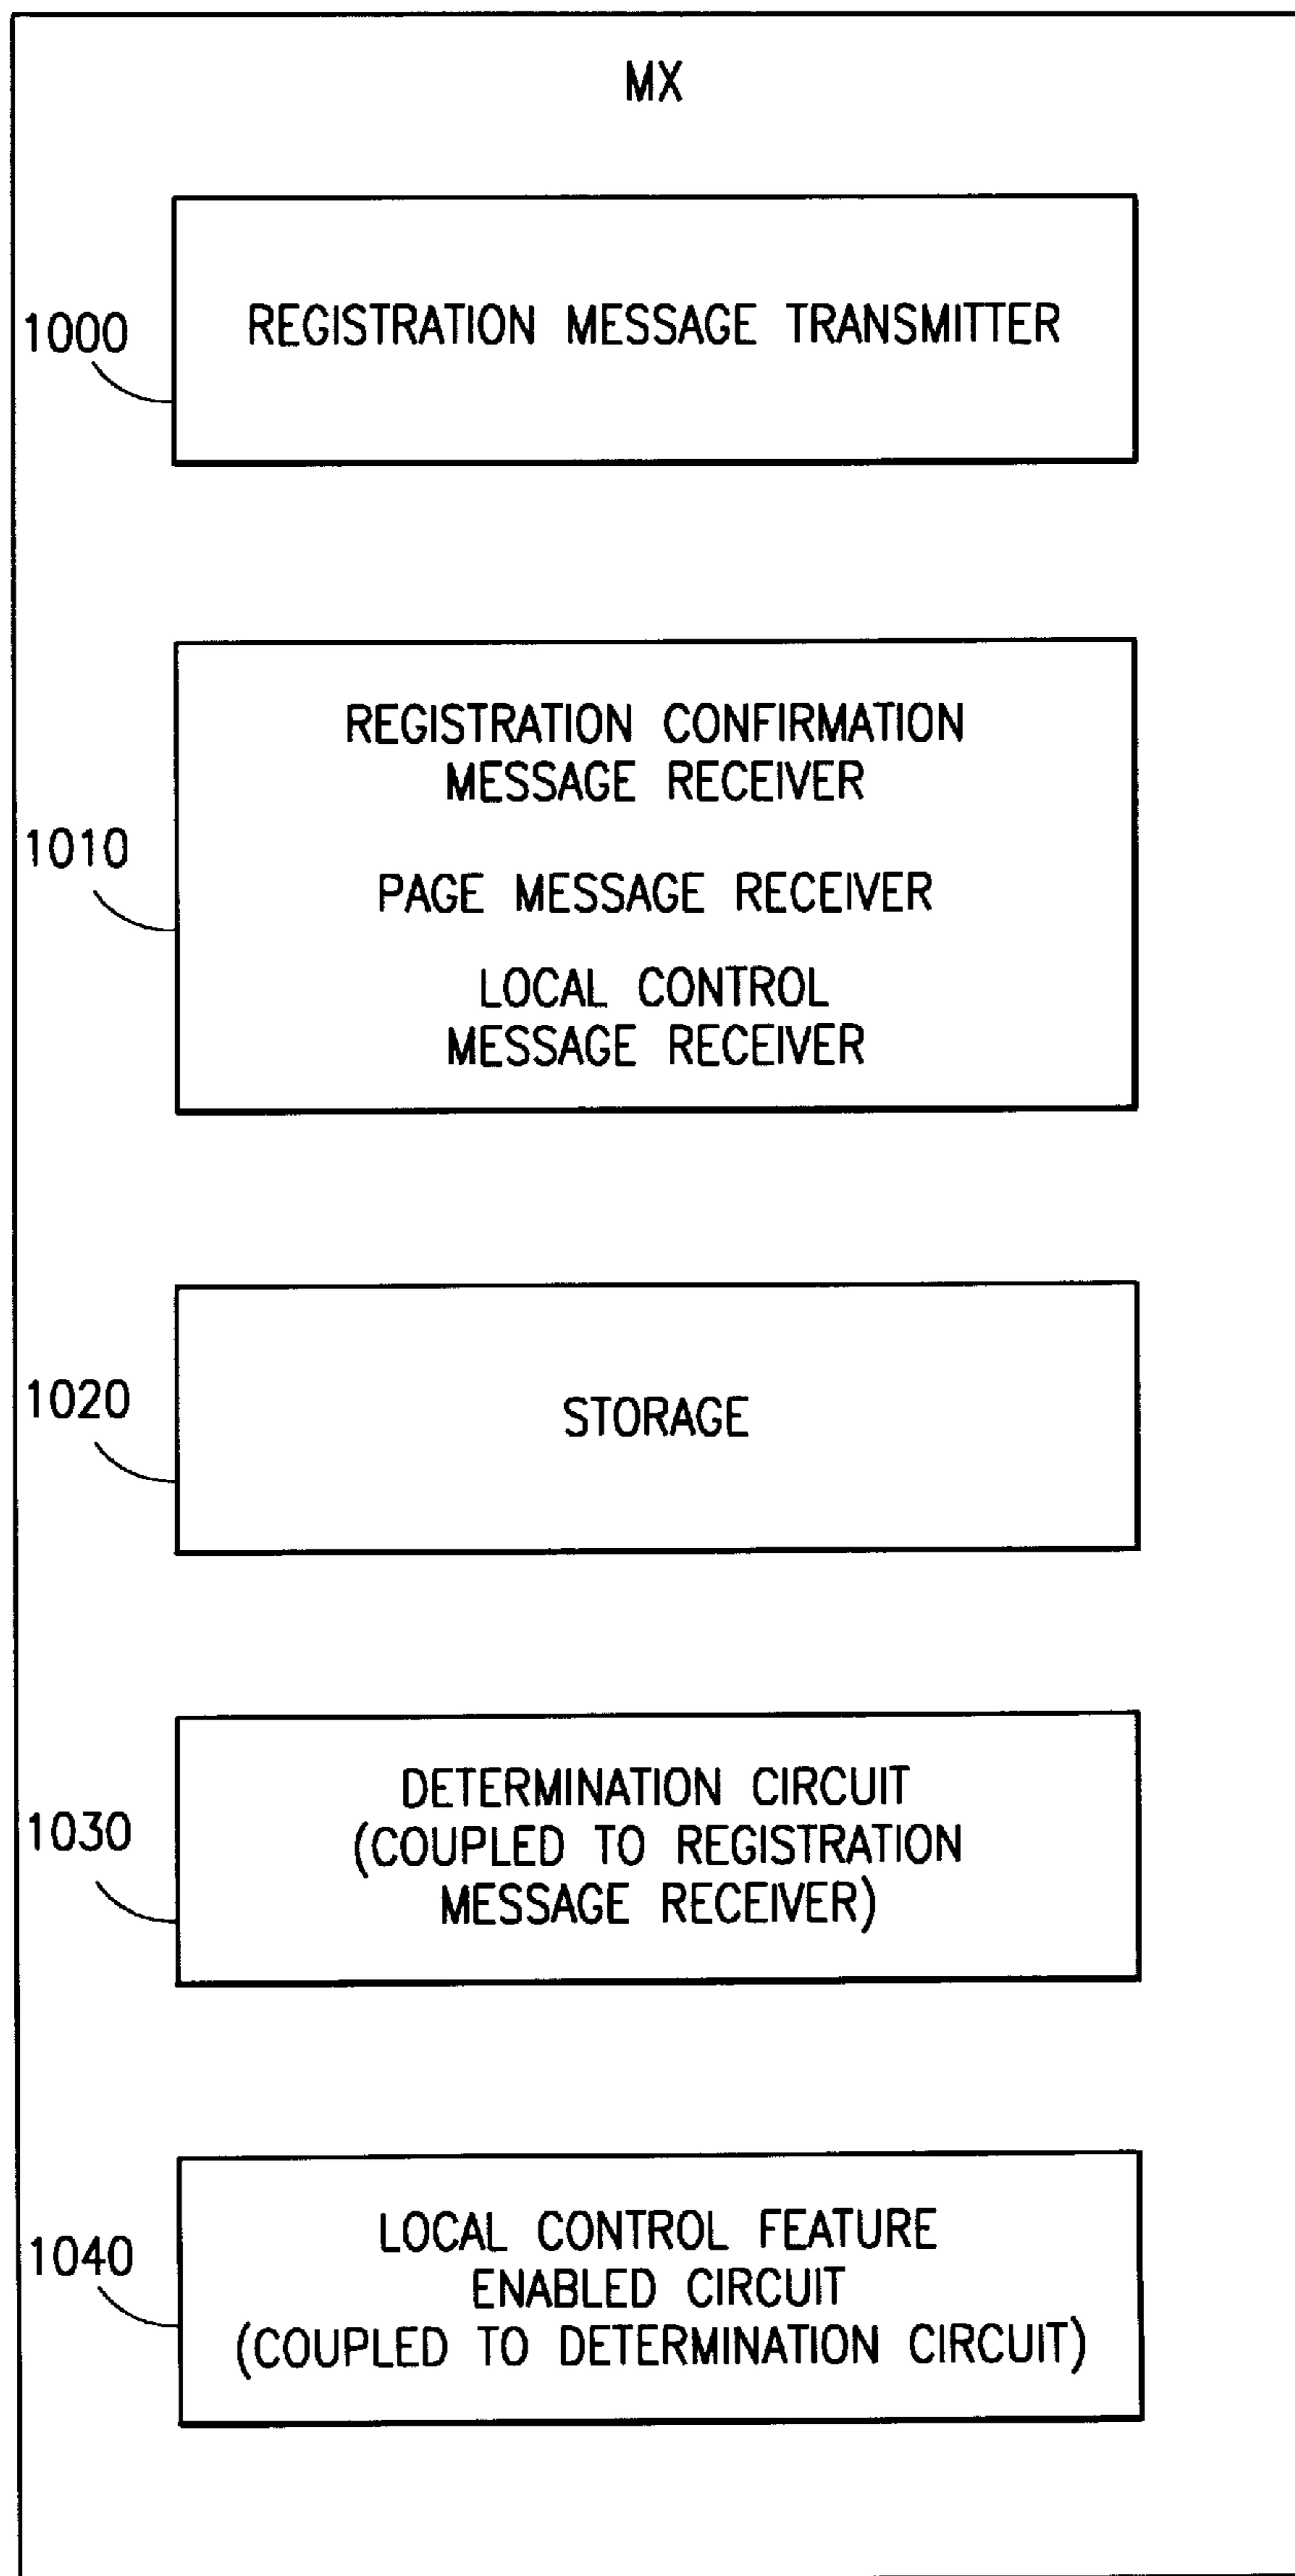 MX
REGISTRATION MESSAGE TRANSMITTER
1000
REGISTRATION CONFIRMATION
MESSAGE RECEIVER
1010
PAGE MESSAGE RECEIVER
LOCAL CONTROL
MESSAGE RECEIVER
1020
STORAGE
DETERMINATION CIRCUIT
1030
(COUPLED TO REGISTRATION
MESSAGE RECEIVER)
LOCAL CONTROL FEATURE
1040
ENABLED CIRCUIT
(COUPLED TO DETERMINATION CIRCUIT)